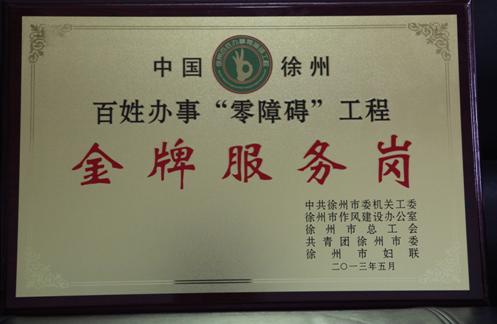 中国 徐州
百姓办事“零障碍”工程
金牌服务岗
中共徐州市委机关工委
徐州市作风建设办公室
徐州市总工会
共青团徐州市委
徐州市妇联
二〇一三年五月